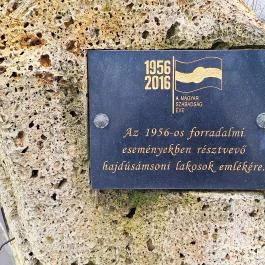 1956
2016
A MAGYAR
SZABADSÁG
ÉVE
Az 1956-os forradalmi
eseményekben résztvevő
hajdúsámsoni lakosok emlékére.